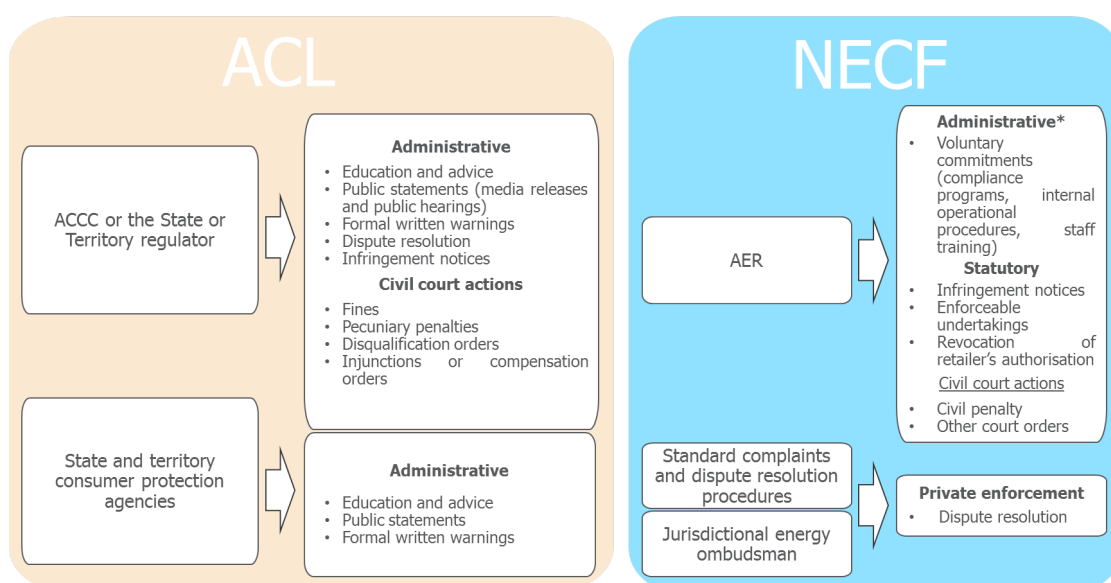 ACL
ACCC or the State or
Territory regulator
Administrative
• Education and advice
• Public statements (media releases
and public hearings)
• Formal written warnings
• Dispute resolution
• Infringement notices
Civil court actions
• Fines
• Pecuniary penalties
• Disqualification orders
• Injunctions or compensation
orders
State and territory
consumer protection
agencies
Administrative
• Education and advice
• Public statements
• Formal written warnings
NECF
AER
Administrative*
• Voluntary
commitments
(compliance
programs, internal
operational
procedures, staff
training)
Statutory
• Infringement notices
• Enforceable
undertakings
• Revocation of
retailer's authorisation
Civil court actions
• Civil penalty
• Other court orders
Standard complaints
and dispute resolution
procedures
Jurisdictional energy
ombudsman
Private enforcement
• Dispute resolution